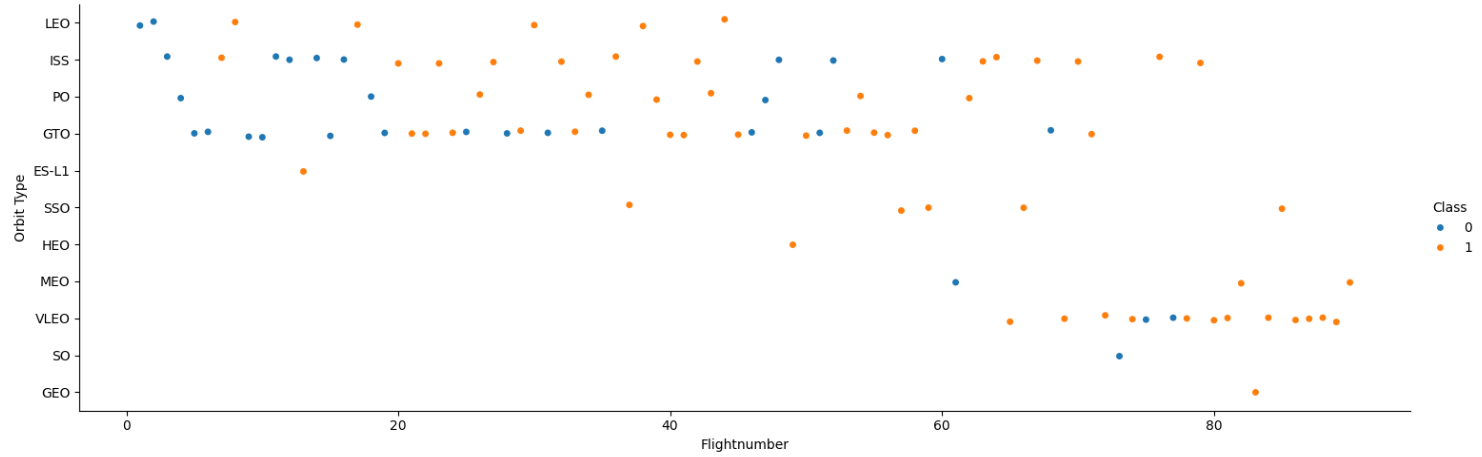 LEO
ISS
PO
GTO
ES-L1
SSO
HEO
MEO
VLEO
SO
GEO
Orbit Type
0 20 40 60 80
Flightnumber
Class
0
1